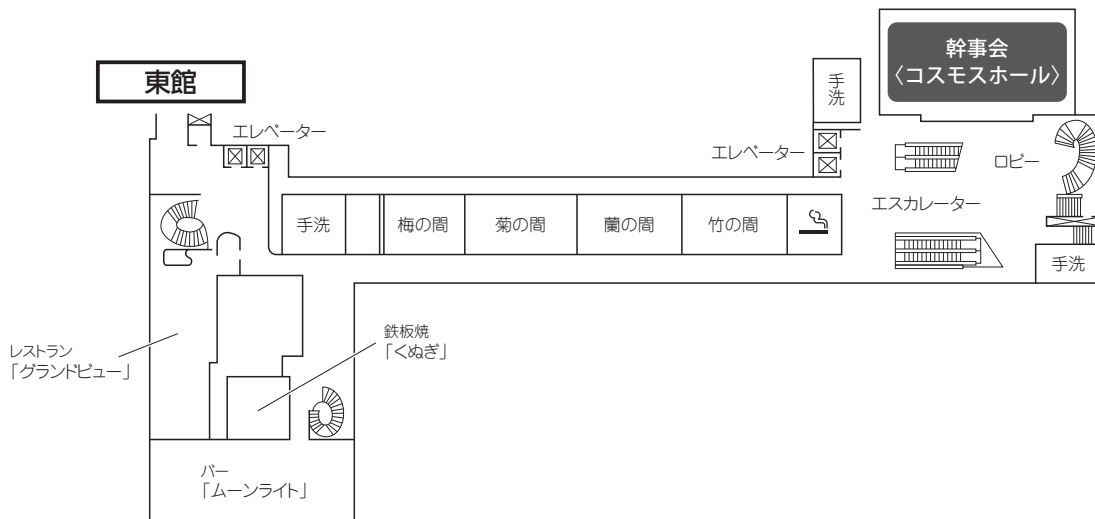 幹事会
〈コスモスホール〉
東館
手洗
エレベーター
エレベーター
ロビー
エスカレーター
手洗
梅の間
菊の間
蘭の間
竹の間
手洗
レストラン
「グランドビュー」
鉄板焼
「くぬぎ」
バー
「ムーンライト」